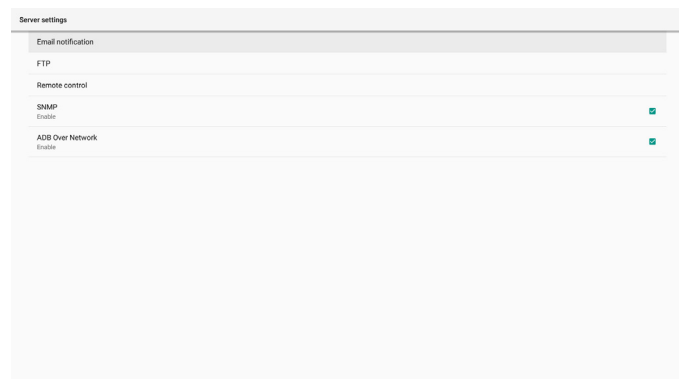 Server settings
Email notification
FTP
Remote control
SNMP
Enable
ADB Over Network
Enable